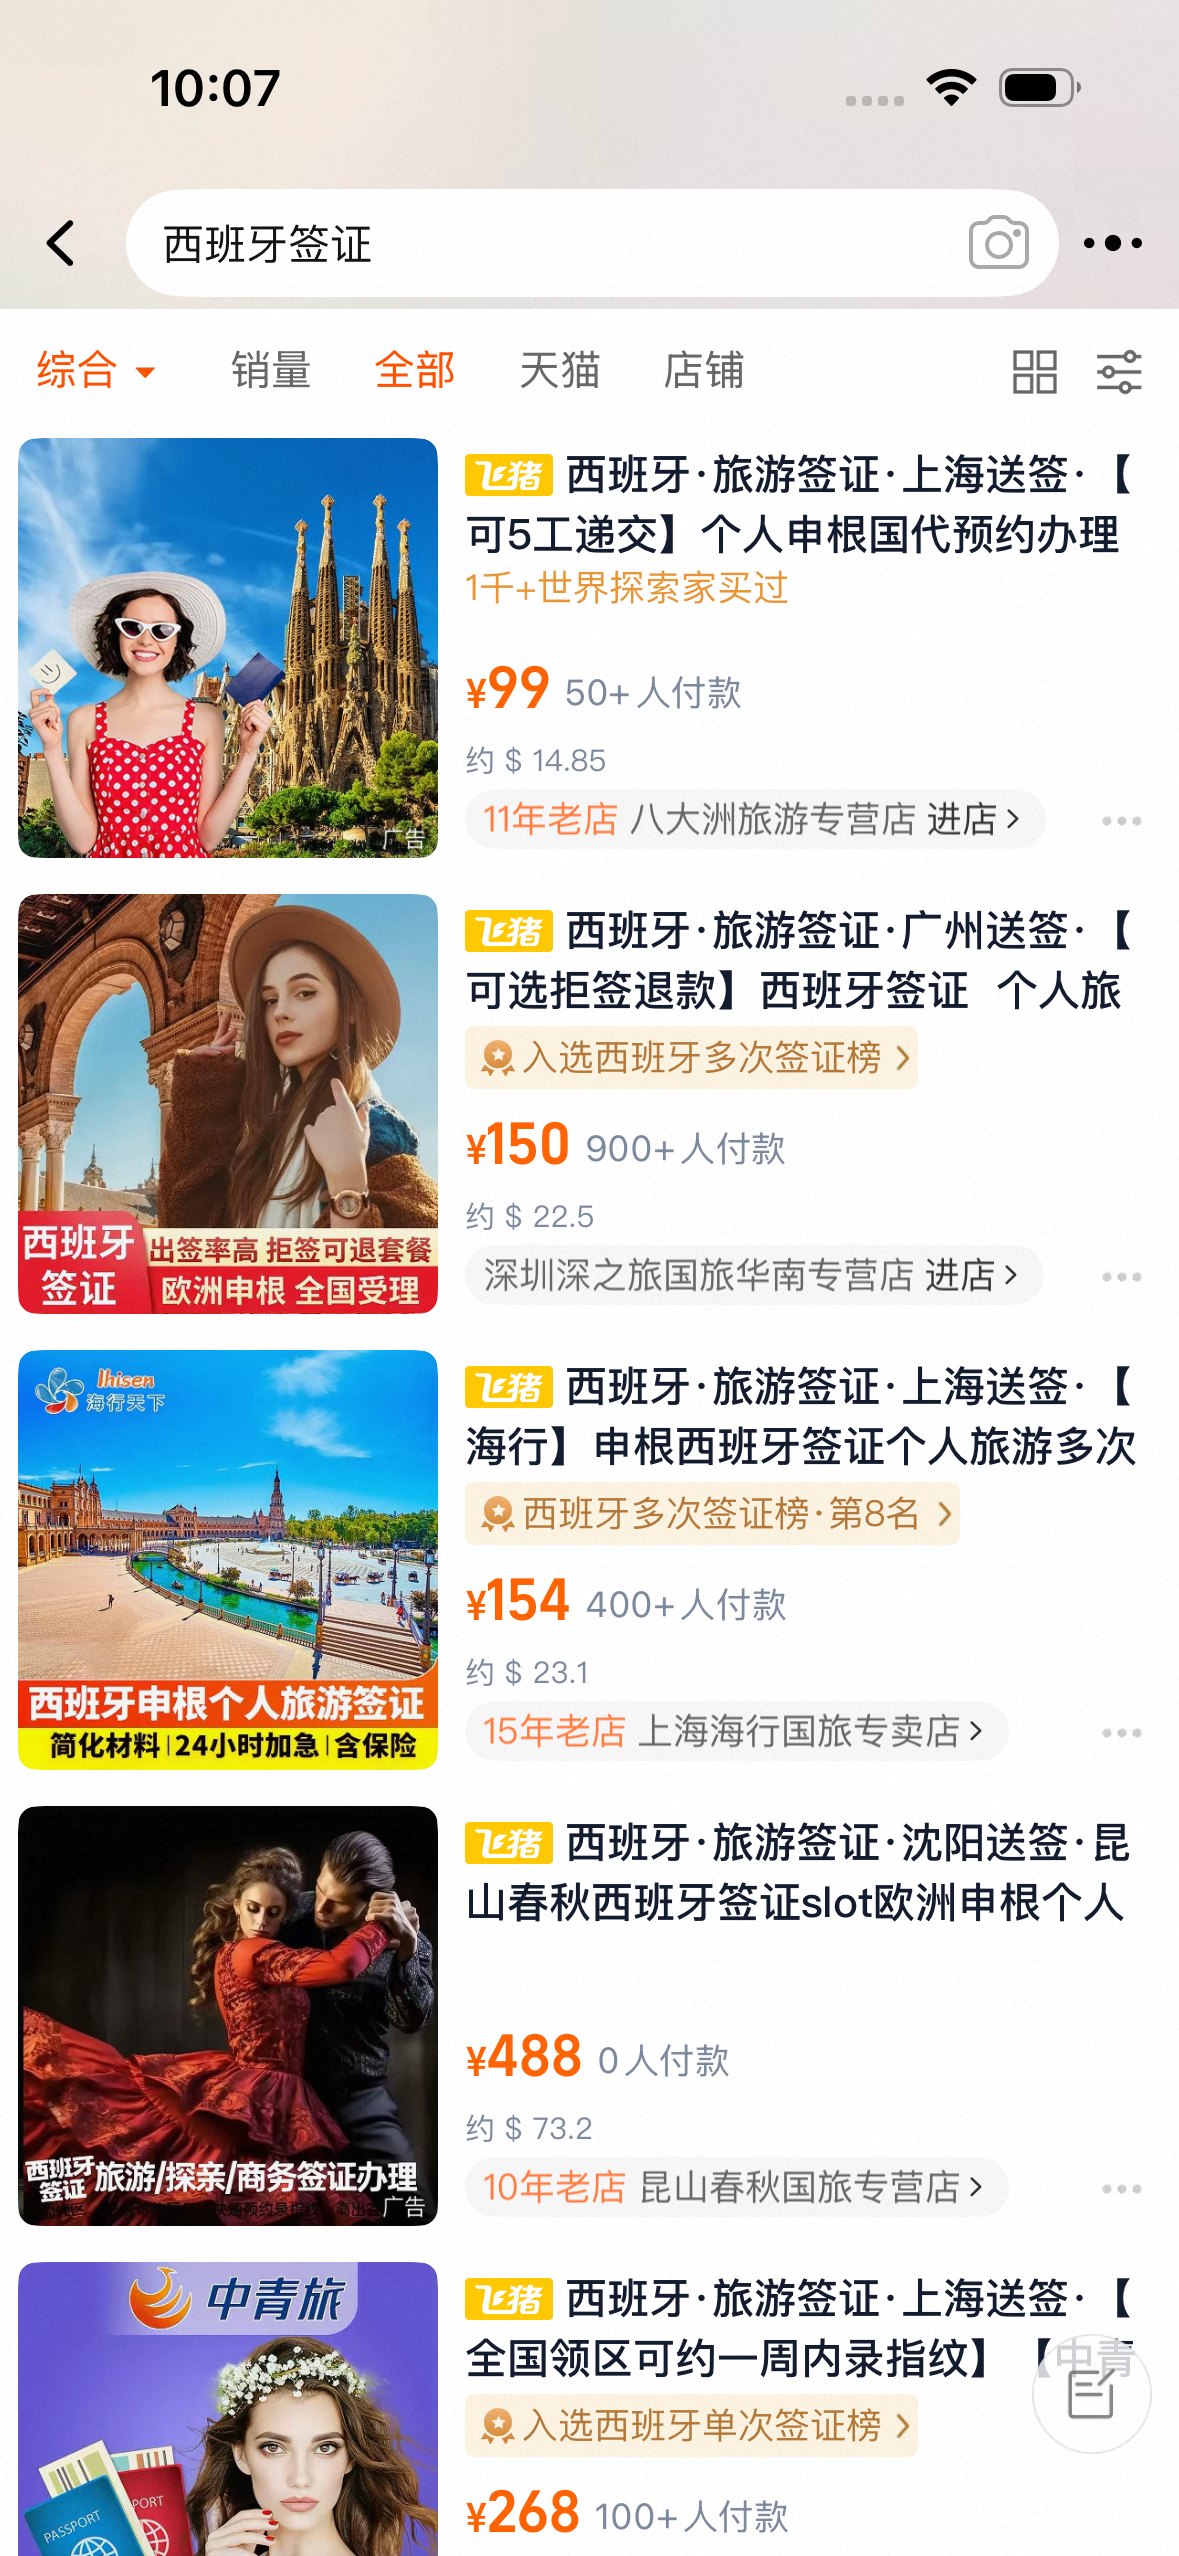 10:07
西班牙签证
综合 销量 全部 天猫 店铺
飞猪 西班牙·旅游签证·上海送签·【
可5工递交】个人申根国代预约办理
1千+世界探索家买过
¥99 50+人付款
约 $ 14.85
11年老店 八大洲旅游专营店 进店
广告
飞猪 西班牙·旅游签证·广州送签·【
可选拒签退款】西班牙签证 个人旅
入选西班牙多次签证榜
¥150 900+人付款
约 $ 22.5
深圳深之旅国旅华南专营店 进店
西班牙
签证
出签率高 拒签可退套餐
欧洲申根 全国受理
lhisen
海行天下
飞猪 西班牙·旅游签证·上海送签·【
海行】申根西班牙签证个人旅游多次
西班牙多次签证榜·第8名
¥154 400+人付款
约 $ 23.1
15年老店 上海海行国旅专卖店
西班牙申根个人旅游签证
简化材料|24小时加急|含保险
飞猪 西班牙·旅游签证·沈阳送签·昆
山春秋西班牙签证slot欧洲申根个人
¥488 0人付款
约 $ 73.2
10年老店 昆山春秋国旅专营店
西班牙
签证
旅游/探亲/商务签证办理
广告
中青旅
飞猪 西班牙·旅游签证·上海送签·【
全国领区可约一周内录指纹】【中青
入选西班牙单次签证榜
¥268 100+人付款
PASSPORT
PORT